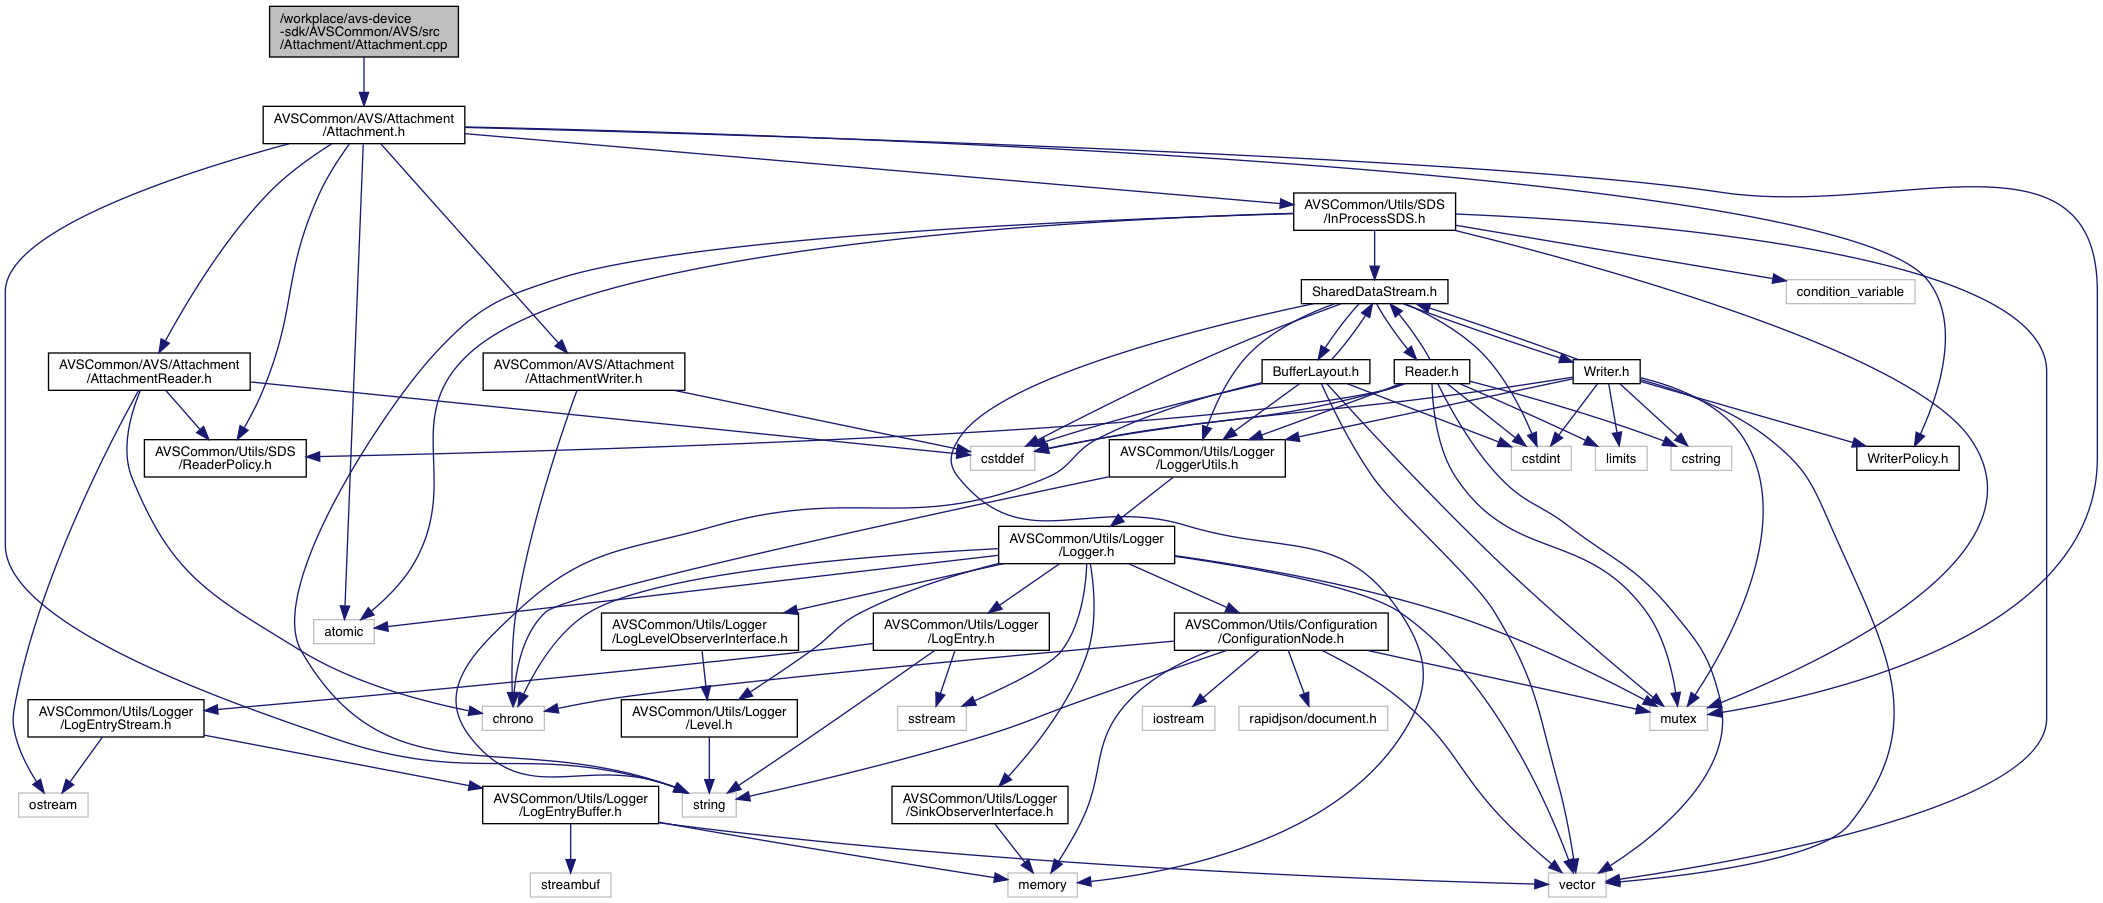 /workplace/avs-device
-sdk/AVSCommon/AVS/src
/Attachment/Attachment.cpp
AVSCommon/AVS/Attachment
/Attachment.h
AVSCommon/Utils/SDS
/InProcessSDS.h
SharedDataStream.h
condition_variable
AVSCommon/AVS/Attachment
/AttachmentReader.h
AVSCommon/AVS/Attachment
/AttachmentWriter.h
BufferLayout.h
Reader.h
Writer.h
AVSCommon/Utils/SDS
/ReaderPolicy.h
cstddef
AVSCommon/Utils/Logger
/LoggerUtils.h
cstdint
limits
cstring
WriterPolicy.h
AVSCommon/Utils/Logger
/Logger.h
atomic
AVSCommon/Utils/Logger
/LogLevelObserverInterface.h
AVSCommon/Utils/Logger
/LogEntry.h
AVSCommon/Utils/Configuration
/ConfigurationNode.h
AVSCommon/Utils/Logger
/LogEntryStream.h
chrono
AVSCommon/Utils/Logger
/Level.h
sstream
iostream
rapidjson/document.h
mutex
ostream
AVSCommon/Utils/Logger
/LogEntryBuffer.h
string
AVSCommon/Utils/Logger
/SinkObserverInterface.h
streambuf
memory
vector